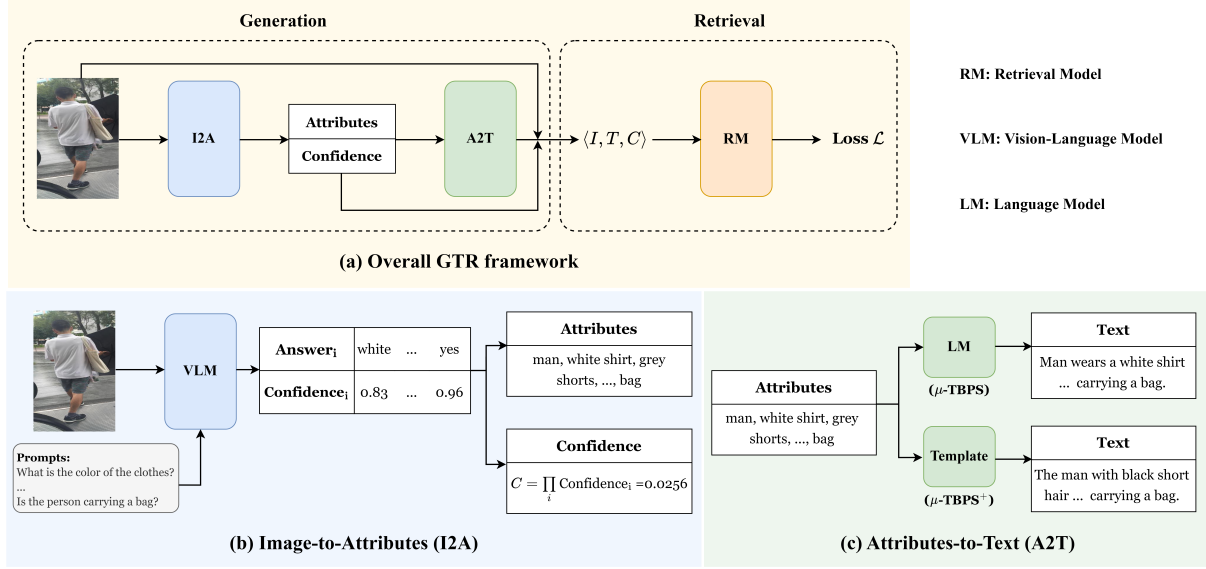 Generation
Retrieval
I2A
Attributes
Confidence
A2T
⟨I, T, C⟩
RM
Loss ℒ
RM: Retrieval Model
VLM: Vision-Language Model
LM: Language Model
(a) Overall GTR framework
VLM
Prompts:
What is the color of the clothes?
...
Is the person carrying a bag?
Answerᵢ white ... yes
Confidenceᵢ 0.83 ... 0.96
Attributes
man, white shirt, grey
shorts, ..., bag
Confidence
C = ∏ᵢ Confidenceᵢ =0.0256
(b) Image-to-Attributes (I2A)
Attributes
man, white shirt, grey
shorts, ..., bag
LM
(μ-TBPS)
Text
Man wears a white shirt
... carrying a bag.
Template
(μ-TBPS⁺)
Text
The man with black short
hair ... carrying a bag.
(c) Attributes-to-Text (A2T)